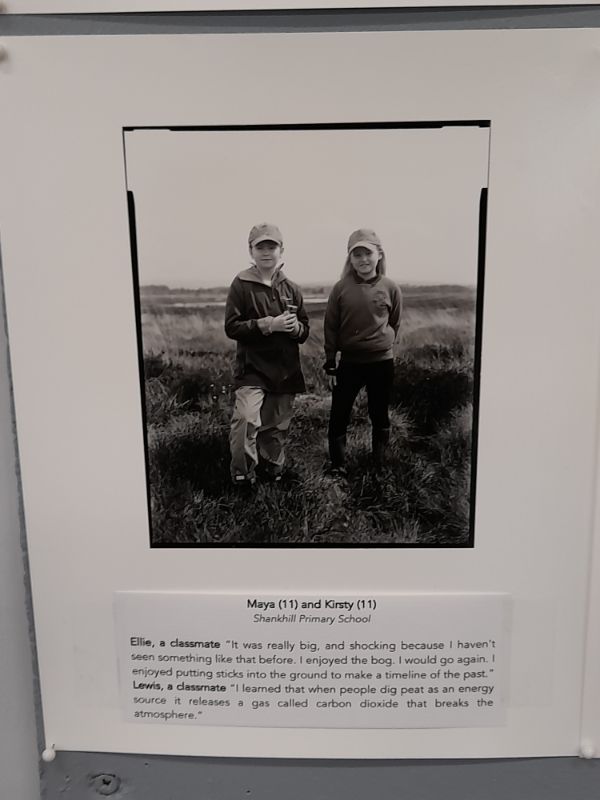 Maya (11) and Kirsty (11)
Shankhill Primary School
Ellie, a classmate "It was really big, and shocking because I haven't
seen something like that before. I enjoyed the bog. I would go again. I
enjoyed putting sticks into the ground to make a timeline of the past."
Lewis, a classmate "I learned that when people dig peat as an energy
source it releases a gas called carbon dioxide that breaks the
atmosphere."